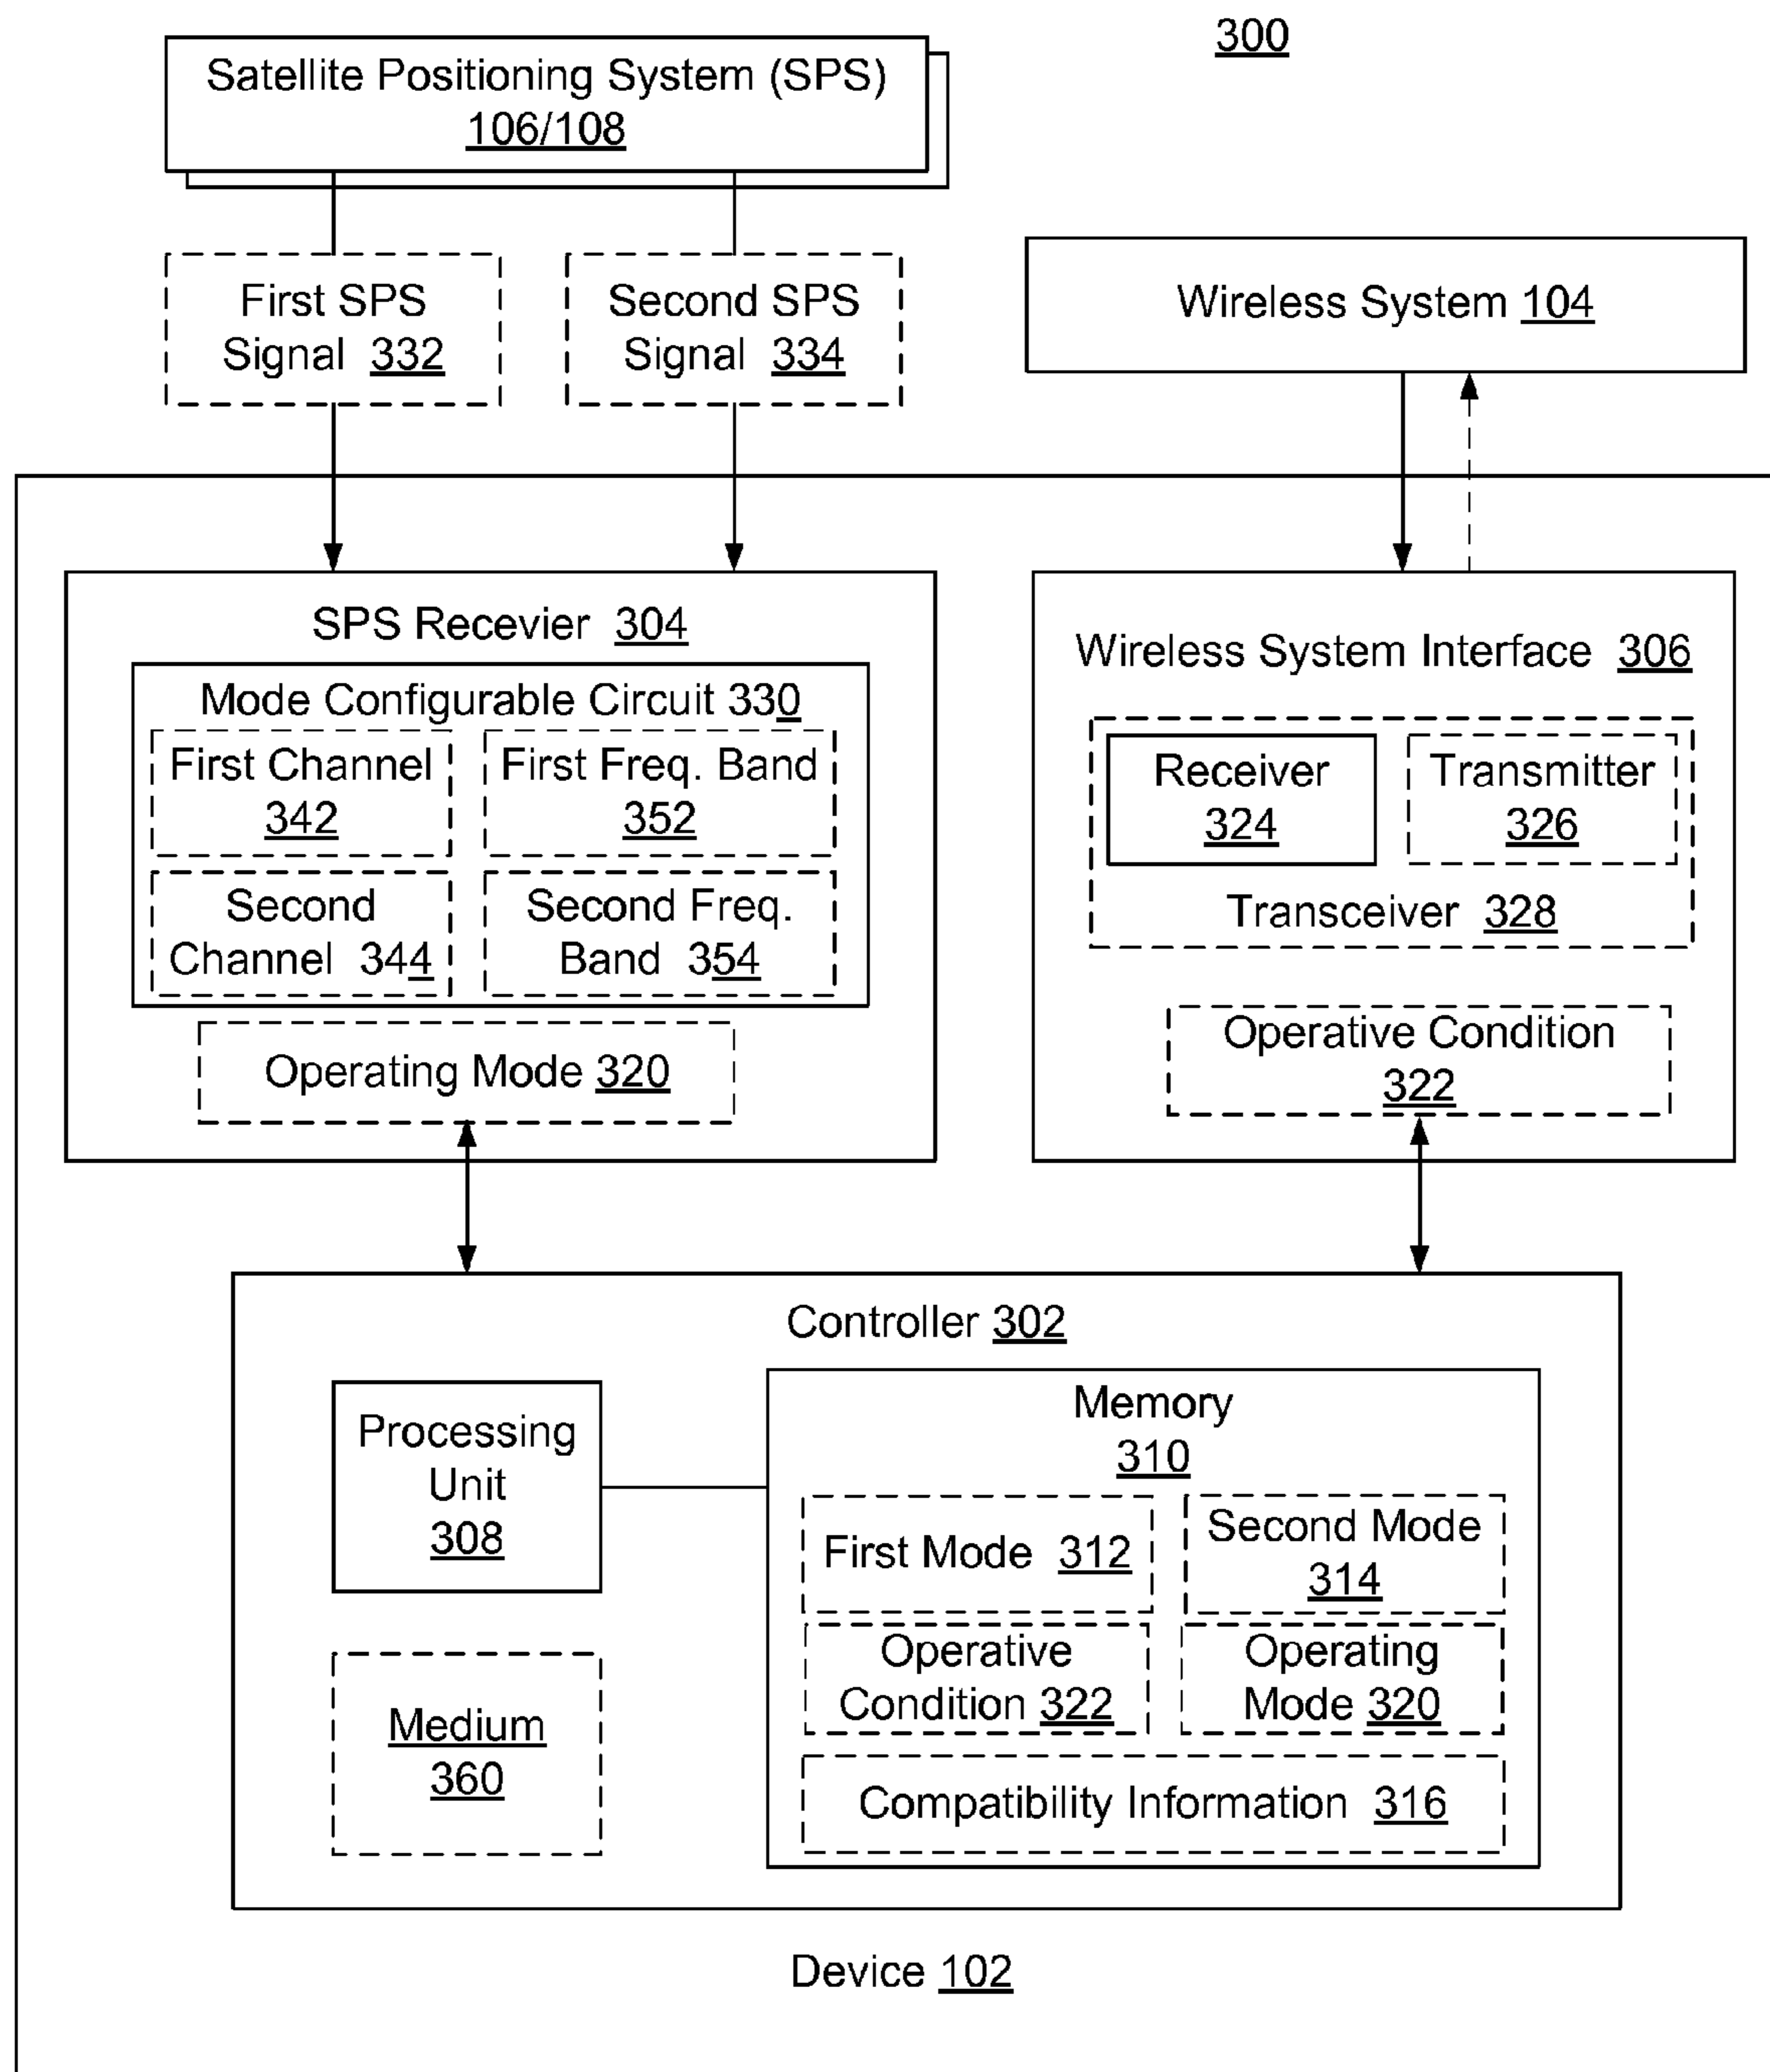 300
Satellite Positioning System (SPS)
106/108
First SPS
Signal 332
Second SPS
Signal 334
Wireless System 104
SPS Recevier 304
Mode Configurable Circuit 330
First Channel
342
First Freq. Band
352
Second
Channel 344
Second Freq.
Band 354
Operating Mode 320
Wireless System Interface 306
Receiver
324
Transmitter
326
Transceiver 328
Operative Condition
322
Controller 302
Processing
Unit
308
Memory
310
First Mode 312
Second Mode
314
Operative
Condition 322
Operating
Mode 320
Compatibility Information 316
Medium
360
Device 102